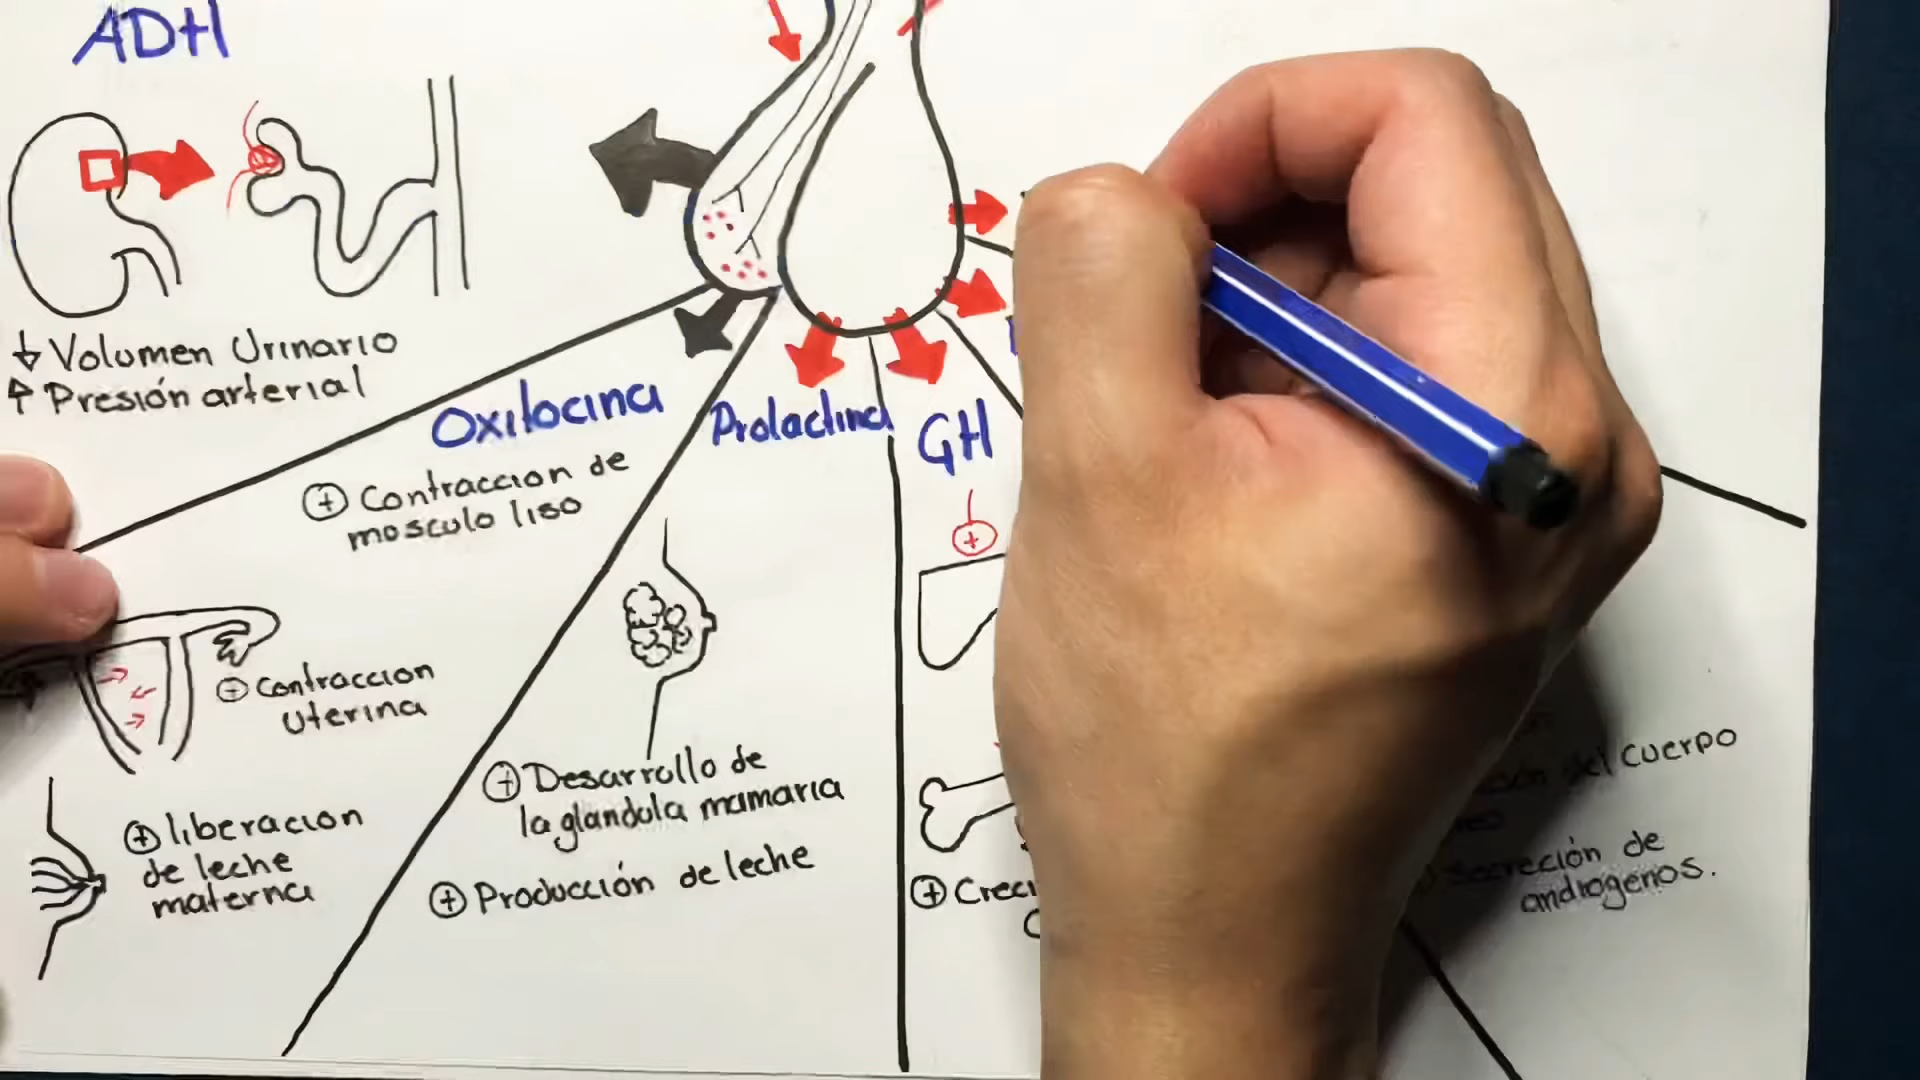 ADH
↓ Volumen Urinario
↑ Presión arterial
Oxitocina
+ Contraccion de
mosculo liso
+ Contraccion
uterina
+ liberacion
de leche
materna
Prolactina
+ Desarrollo de
la glandula mamaria
+ Producción de leche
GH
+
+
del cuerpo
secreción de
androgenos.